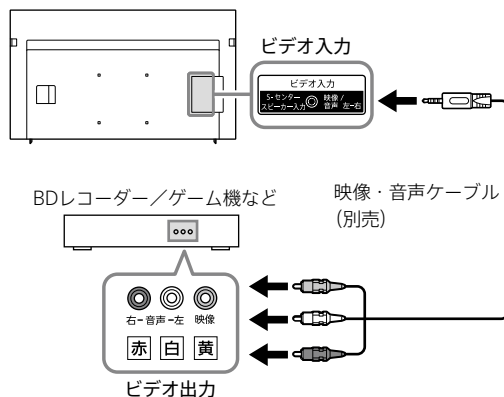 ビデオ入力
ビデオ入力
S-センター
スピーカー入力
映像/
音声 左-右
BDレコーダー／ゲーム機など
映像・音声ケーブル
(別売)
右-音声-左 映像
赤 白 黄
ビデオ出力